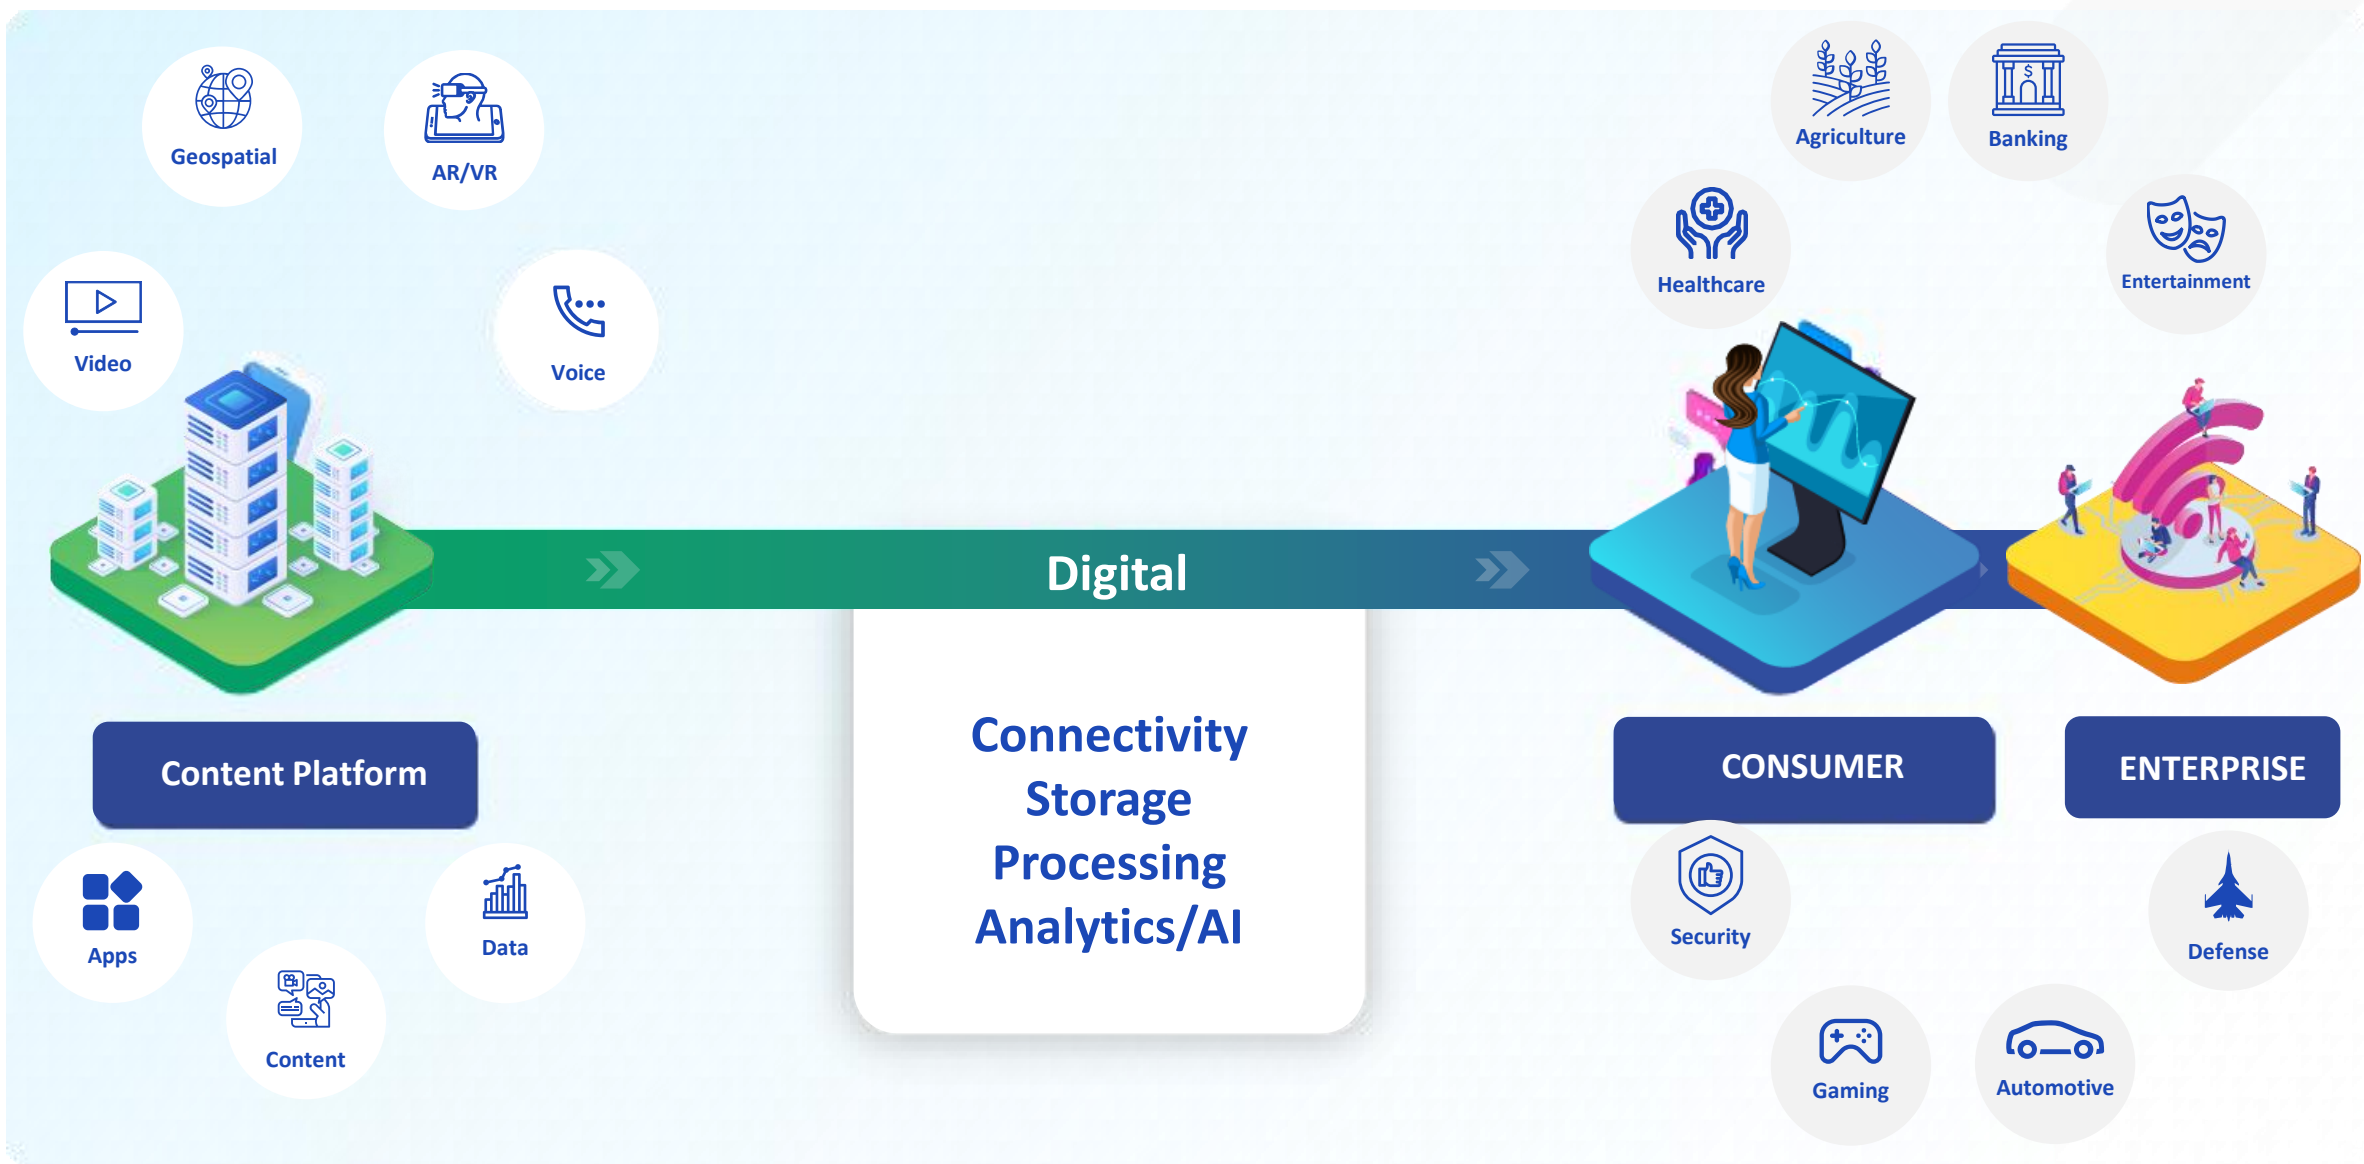 Geospatial
AR/VR
Video
Voice
Agriculture
Banking
Healthcare
Entertainment
Digital
Content Platform
Connectivity
Storage
Processing
Analytics/AI
CONSUMER
ENTERPRISE
Apps
Data
Content
Security
Defense
Gaming
Automotive